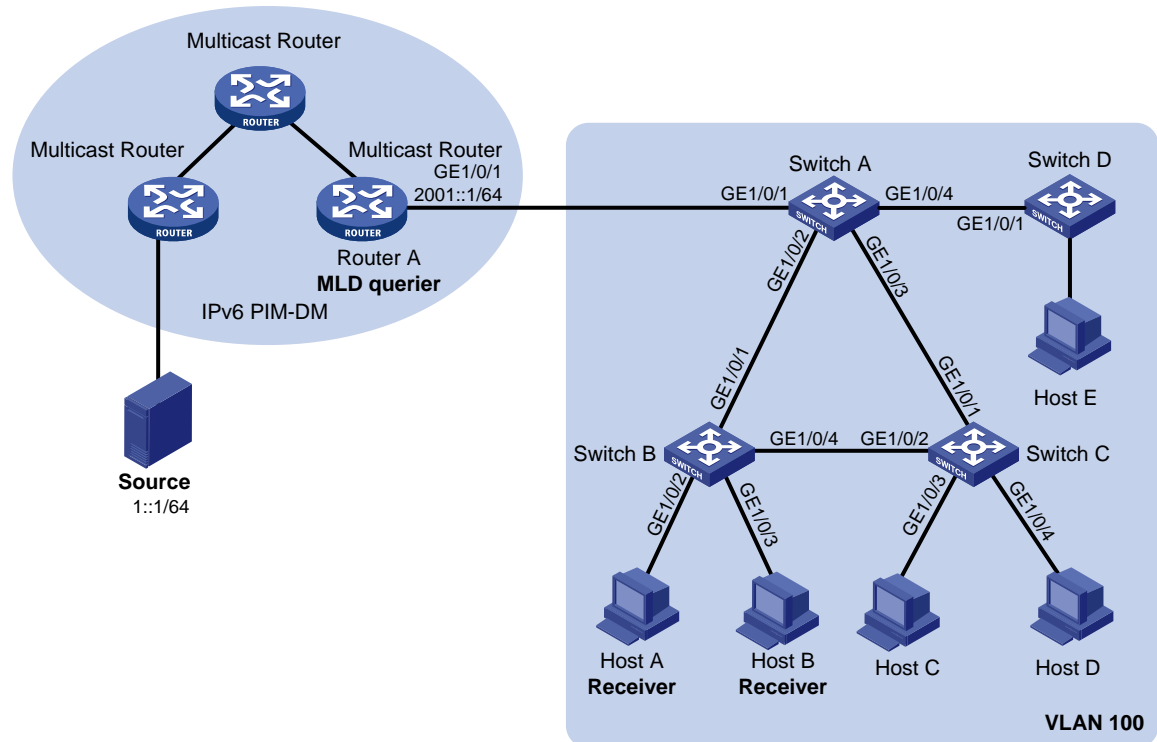 Multicast Router
ROUTER
Multicast Router
ROUTER
Multicast Router
GE1/0/1
2001::1/64
ROUTER
Router A
MLD querier
IPv6 PIM-DM
Source
1::1/64
Switch A
GE1/0/1
SWITCH
GE1/0/4
Switch D
GE1/0/1
SWITCH
Host E
GE1/0/2
GE1/0/3
GE1/0/1
GE1/0/1
Switch B
SWITCH
GE1/0/4
GE1/0/2
SWITCH
Switch C
GE1/0/2
GE1/0/3
GE1/0/3
GE1/0/4
Host A
Receiver
Host B
Receiver
Host C
Host D
VLAN 100